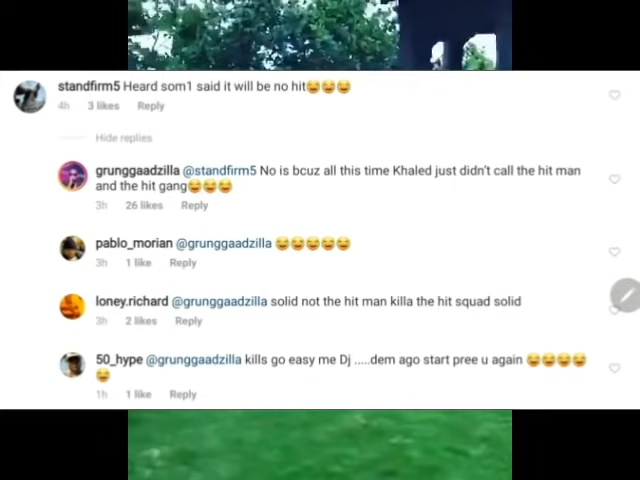 standfirm5 Heard som1 said it will be no hit😂😂😂
4h 3 likes Reply
Hide replies
grunggaadzilla @standfirm5 No is bcuz all this time Khaled just didn't call the hit man
and the hit gang😂😂😂
3h 26 likes Reply
pablo_morian @grunggaadzilla 😂😂😂😂😂
3h 1 like Reply
loney.richard @grunggaadzilla solid not the hit man killa the hit squad solid
3h 2 likes Reply
50_hype @grunggaadzilla kills go easy me Dj .....dem ago start pree u again 😂😂😂😂
😂
1h 1 like Reply